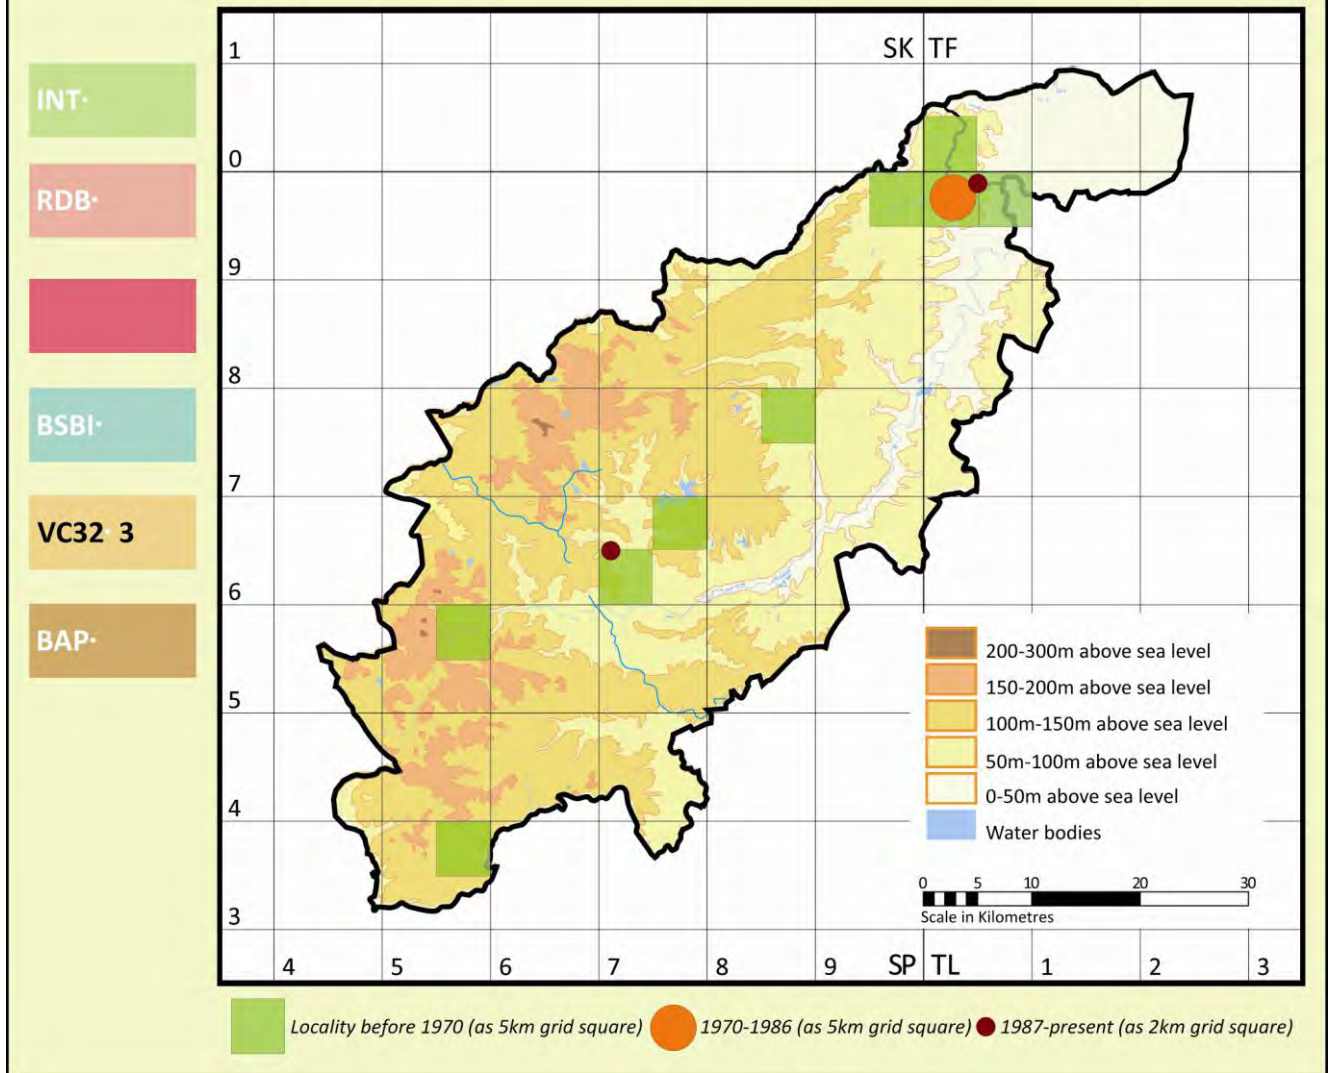 INT·
RDB·
BSBI·
VC32 3
BAP·
SK TF
1
0
9
8
7
6
5
4
3
4 5 6 7 8 9 SP TL 1 2 3
200-300m above sea level
150-200m above sea level
100m-150m above sea level
50m-100m above sea level
0-50m above sea level
Water bodies
0 5 10 20 30
Scale in Kilometres
Locality before 1970 (as 5km grid square) 1970-1986 (as 5km grid square) 1987-present (as 2km grid square)